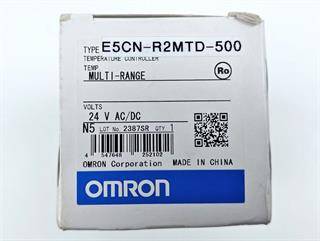 TYPE E5CN-R2MTD-500
TEMPERATURE CONTROLLER
TEMP.
MULTI-RANGE
Ro
VOLTS
24 V AC/DC
N5 LOT No. 2387SR QTY. 1
4 547648 252102
OMRON Corporation MADE IN CHINA
OMRON